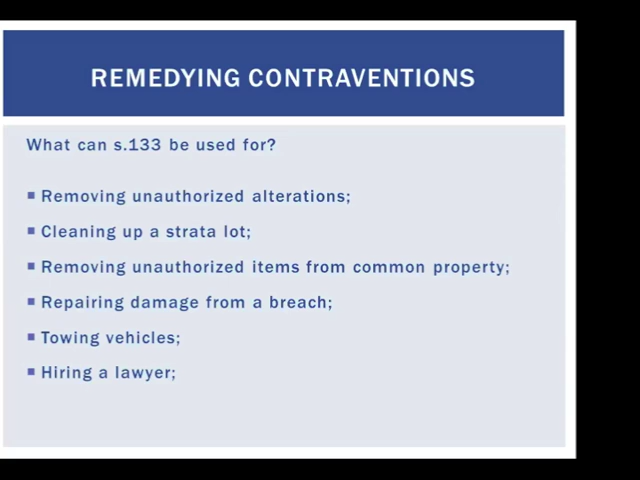 REMEDYING CONTRAVENTIONS
What can s.133 be used for?
Removing unauthorized alterations;
Cleaning up a strata lot;
Removing unauthorized items from common property;
Repairing damage from a breach;
Towing vehicles;
Hiring a lawyer;